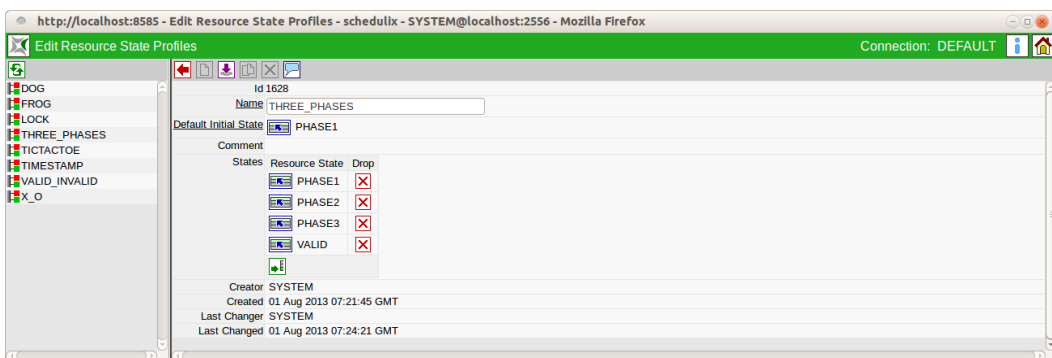 http://localhost:8585 - Edit Resource State Profiles - schedulix - SYSTEM@localhost:2556 - Mozilla Firefox
Edit Resource State Profiles Connection: DEFAULT
DOG
FROG
LOCK
THREE_PHASES
TICTACTOE
TIMESTAMP
VALID_INVALID
X_O
Id 1628
Name THREE_PHASES
Default Initial State PHASE1
Comment
States Resource State Drop
PHASE1
PHASE2
PHASE3
VALID
Creator SYSTEM
Created 01 Aug 2013 07:21:45 GMT
Last Changer SYSTEM
Last Changed 01 Aug 2013 07:24:21 GMT